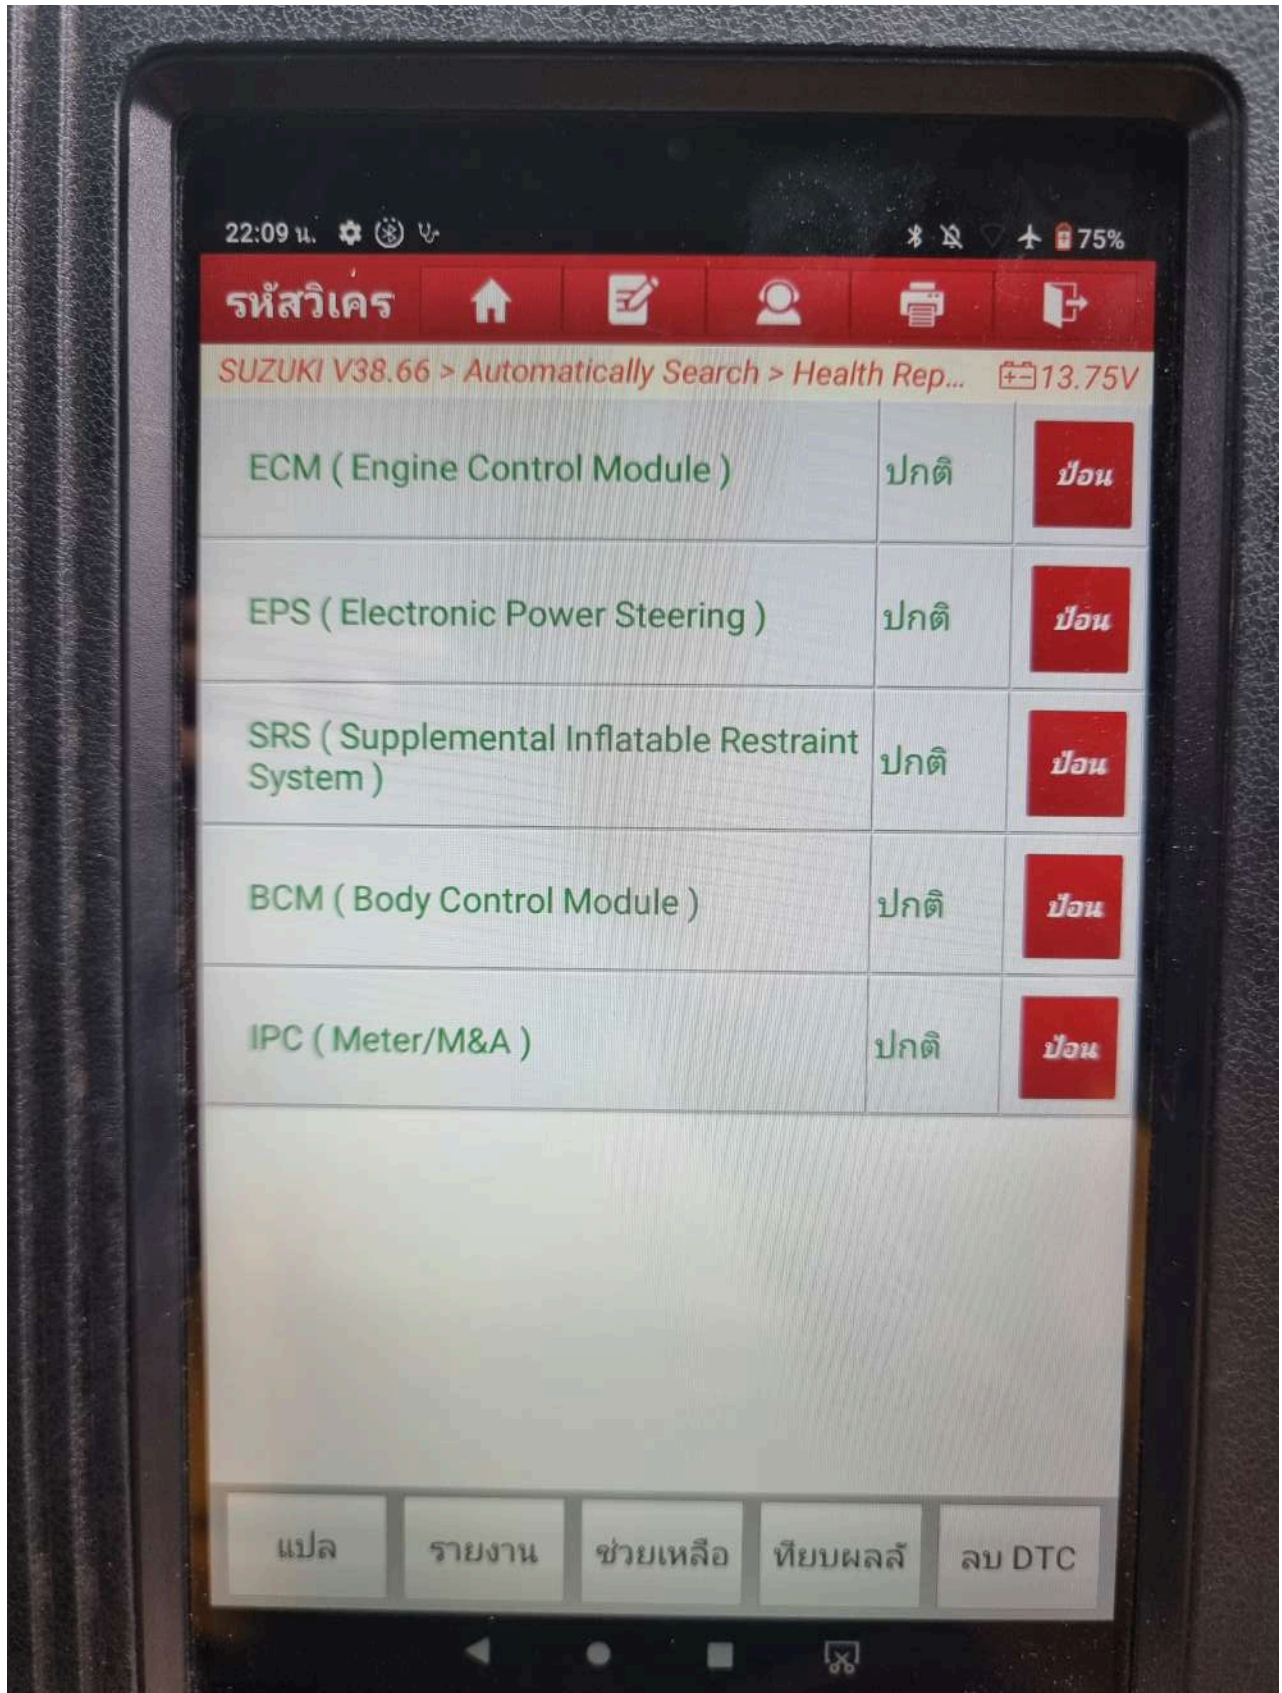 22:09 น. 75%
รหัสวิเคร
SUZUKI V38.66 > Automatically Search > Health Rep... 13.75V
ECM ( Engine Control Module ) ปกติ ป้อน
EPS ( Electronic Power Steering ) ปกติ ป้อน
SRS ( Supplemental Inflatable Restraint
System ) ปกติ ป้อน
BCM ( Body Control Module ) ปกติ ป้อน
IPC ( Meter/M&A ) ปกติ ป้อน
แปล รายงาน ช่วยเหลือ ทียบผลลั ลบ DTC